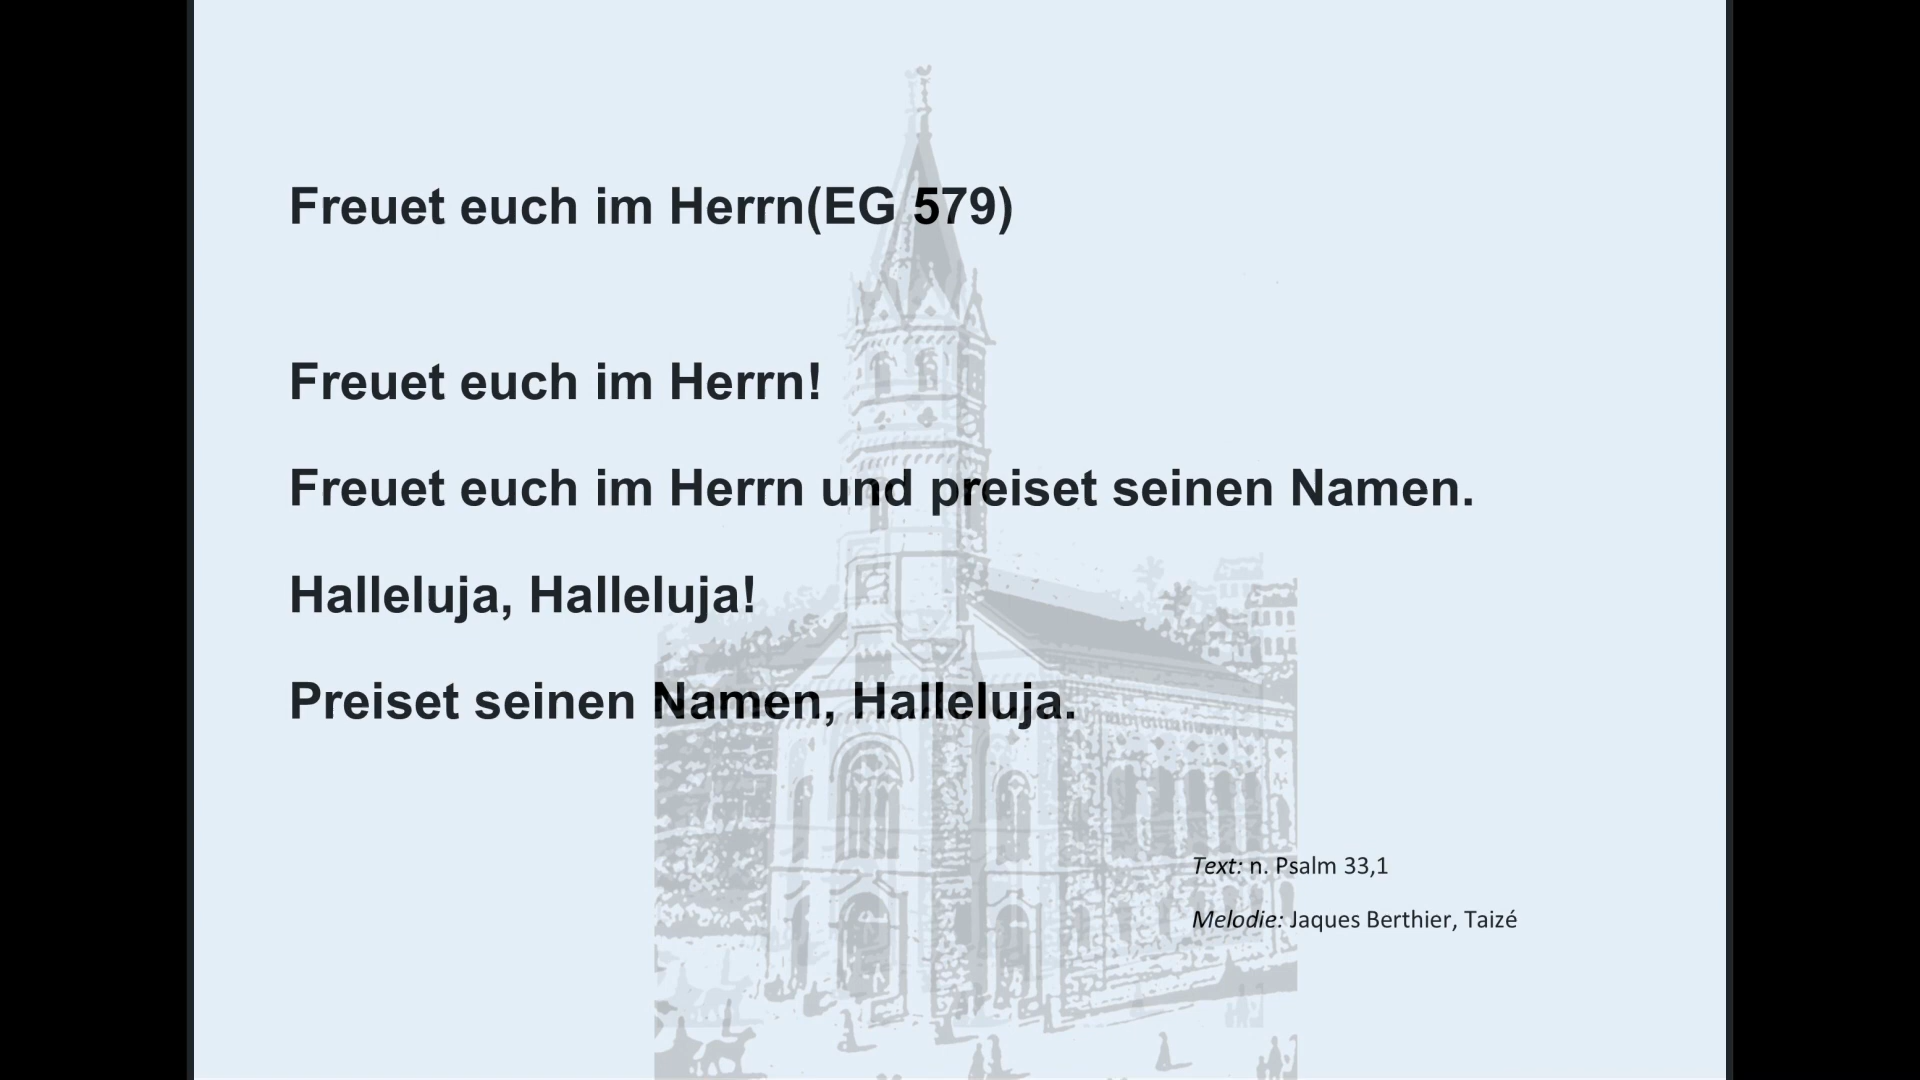 Freuet euch im Herrn(EG 579)
Freuet euch im Herrn!
Freuet euch im Herrn und preiset seinen Namen.
Halleluja, Halleluja!
Preiset seinen Namen, Halleluja.
Text: n. Psalm 33,1
Melodie: Jaques Berthier, Taizé